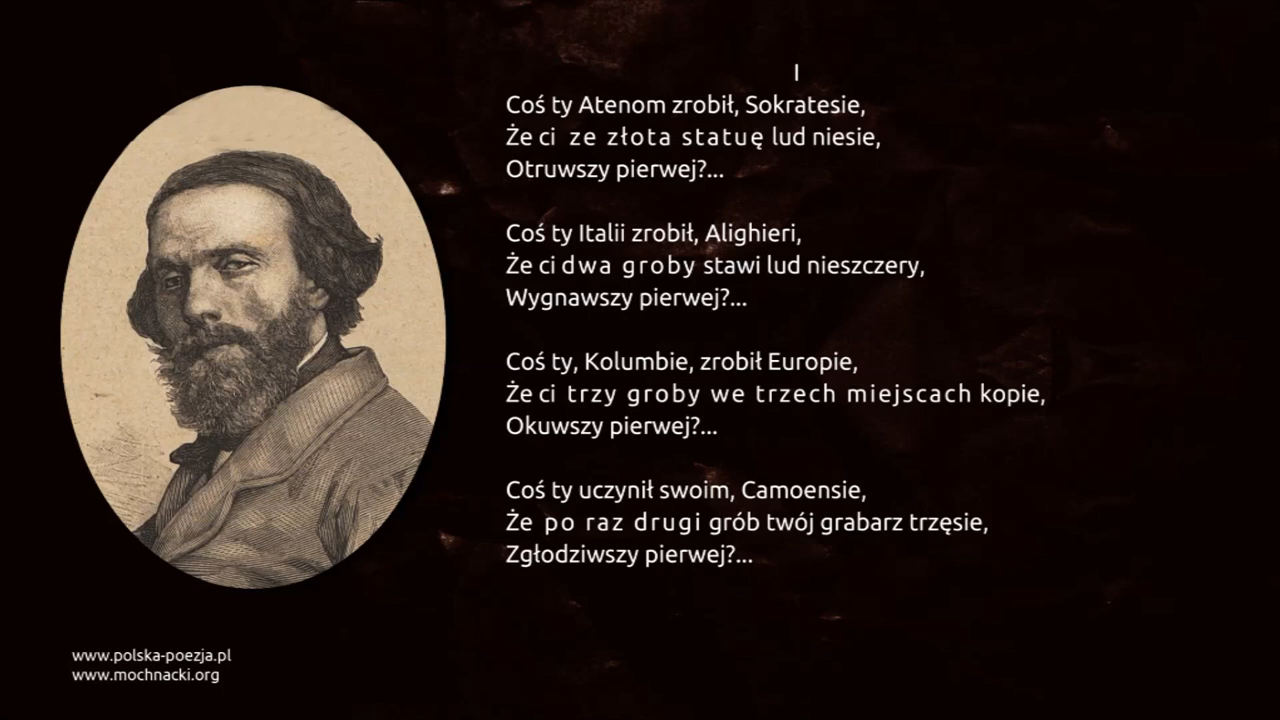 I
Coś ty Atenom zrobił, Sokratesie,
Że ci ze złota statuę lud niesie,
Otruwszy pierwej?...
Coś ty Italii zrobił, Alighieri,
Że ci dwa groby stawi lud nieszczery,
Wygnawszy pierwej?...
Coś ty, Kolumbie, zrobił Europie,
Że ci trzy groby we trzech miejscach kopie,
Okuwszy pierwej?...
Coś ty uczynił swoim, Camoensie,
Że po raz drugi grób twój grabarz trzęsie,
Zgłodziwszy pierwej?...
www.polska-poezja.pl
www.mochnacki.org